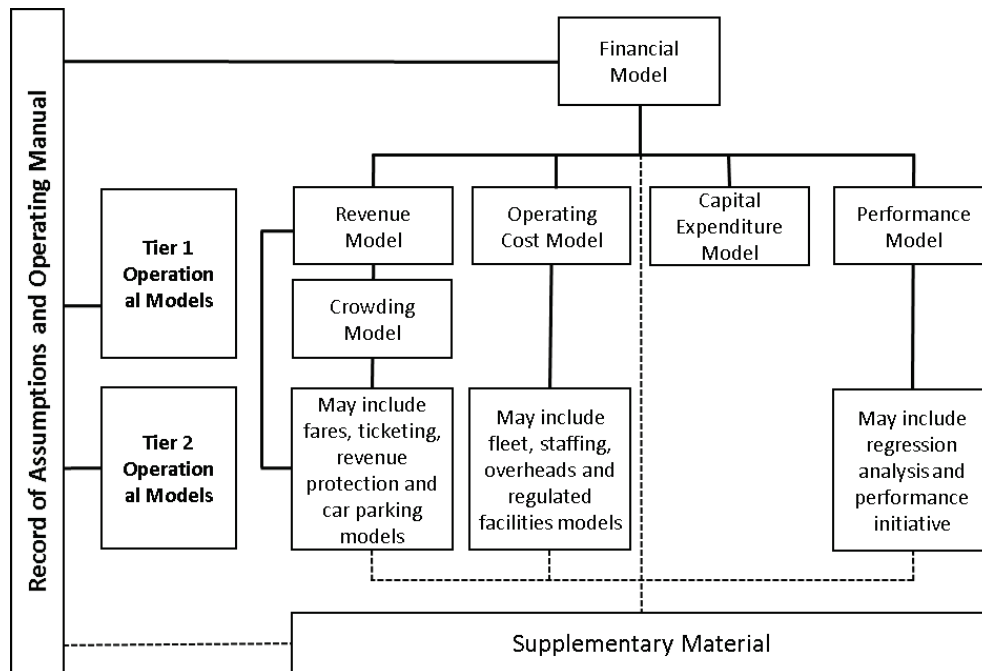 Record of Assumptions and Operating Manual
Financial
Model
Tier 1
Operation
al Models
Revenue
Model
Operating
Cost Model
Capital
Expenditure
Model
Performance
Model
Crowding
Model
Tier 2
Operation
al Models
May include
fares, ticketing,
revenue
protection and
car parking
models
May include
fleet, staffing,
overheads and
regulated
facilities models
May include
regression
analysis and
performance
initiative
Supplementary Material